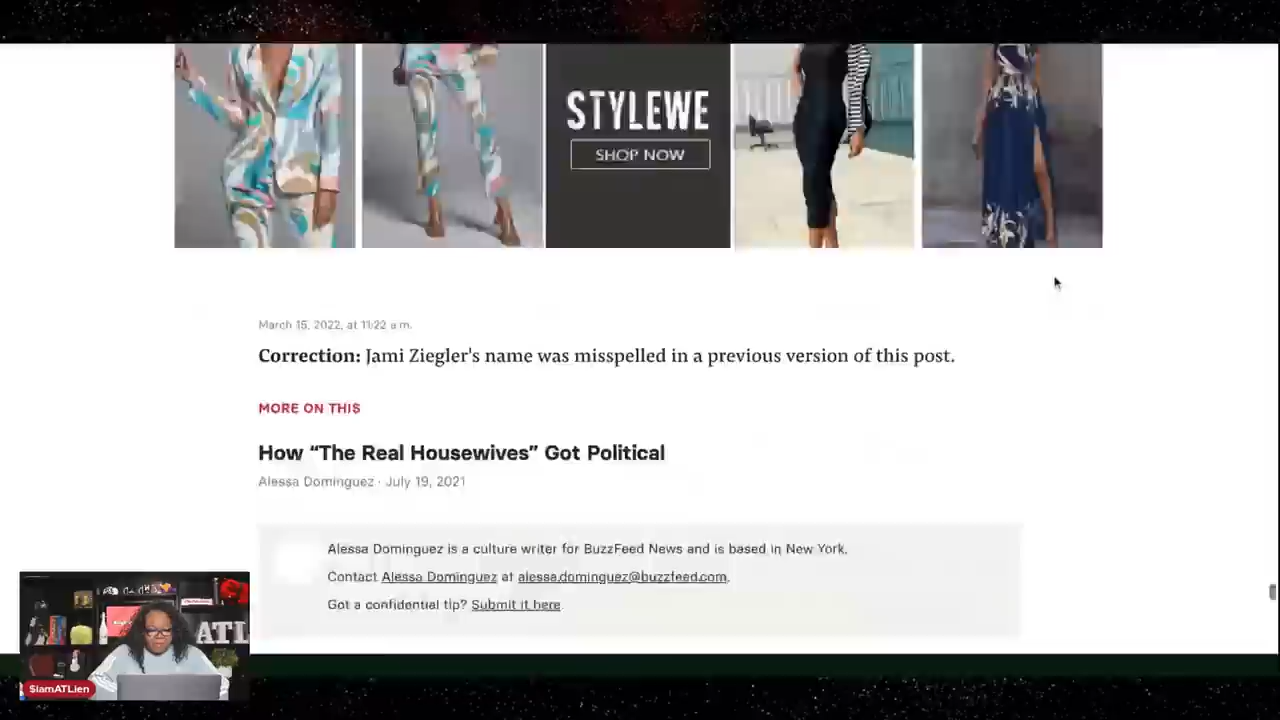 STYLEWE
SHOP NOW
March 15, 2022, at 11:22 a.m.
Correction: Jami Ziegler's name was misspelled in a previous version of this post.
MORE ON THIS
How “The Real Housewives” Got Political
Alessa Dominguez · July 19, 2021
Alessa Dominguez is a culture writer for BuzzFeed News and is based in New York.
Contact Alessa Dominguez at alessa.dominguez@buzzfeed.com.
Got a confidential tip? Submit it here
ATL
$IamATLien